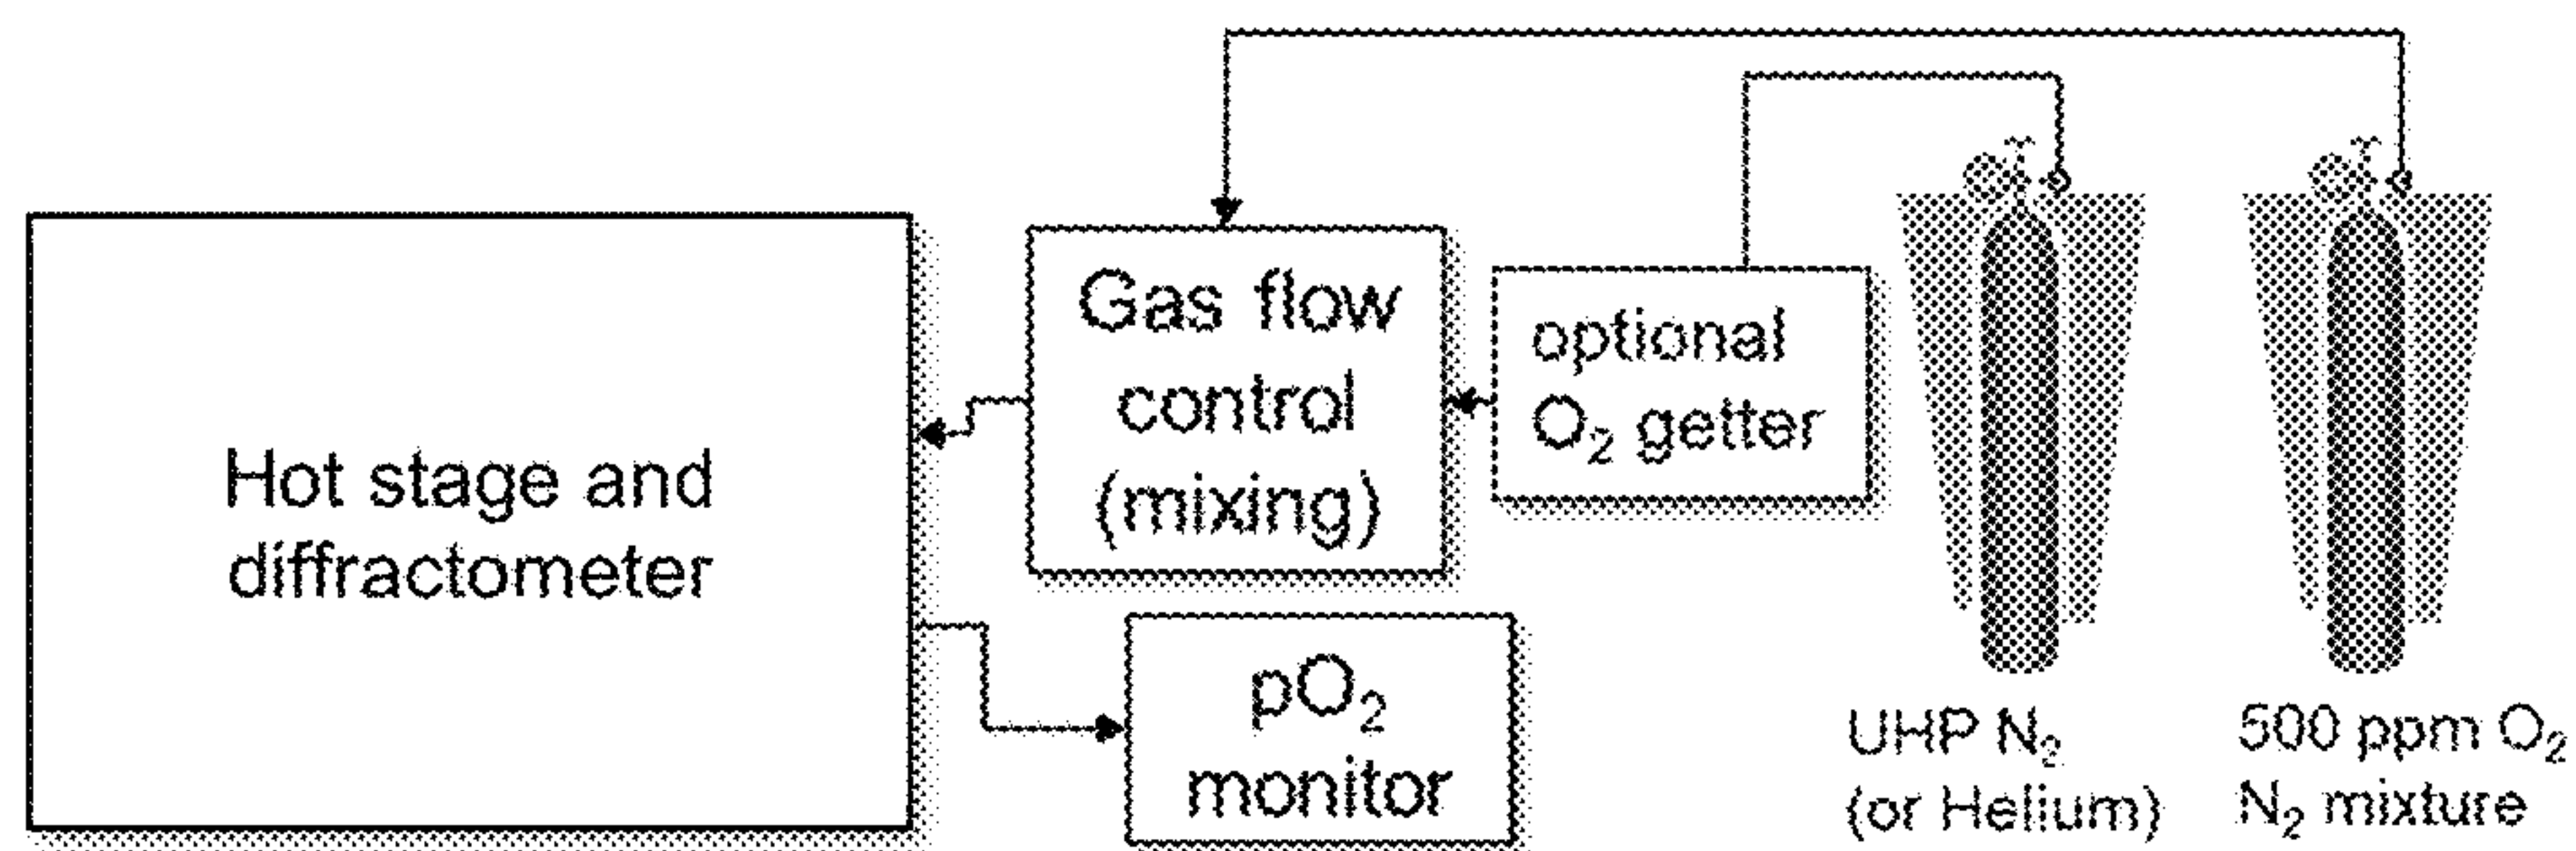 Hot stage and
diffractometer
Gas flow
control
(mixing)
optional
O₂ getter
pO₂
monitor
UHP N₂
(or Helium)
500 ppm O₂
N₂ mixture